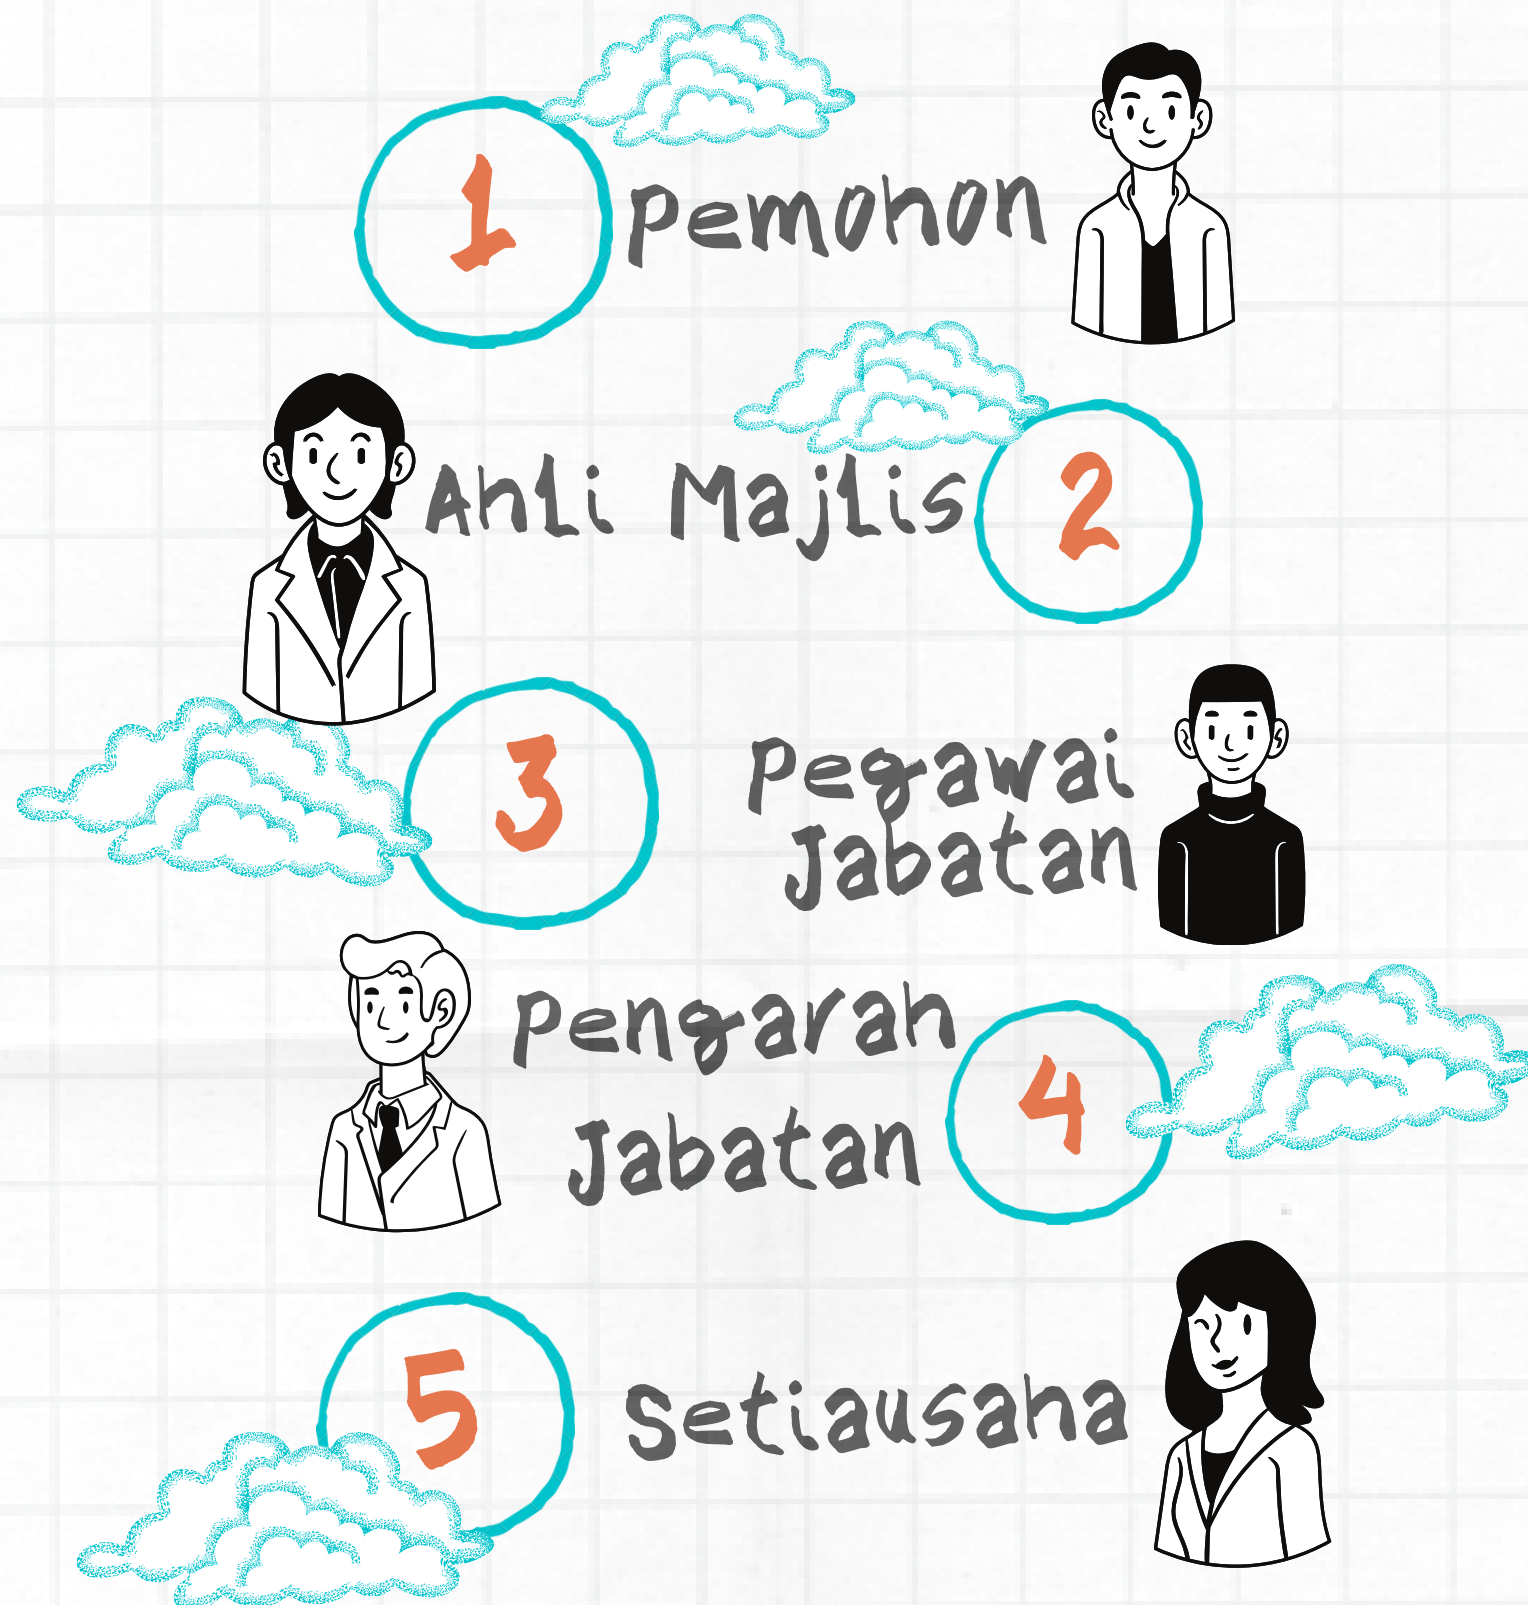 1
Pemohon
Ahli Majlis
2
3
Pegawai
Jabatan
Pengarah
Jabatan
4
5
Setiausaha